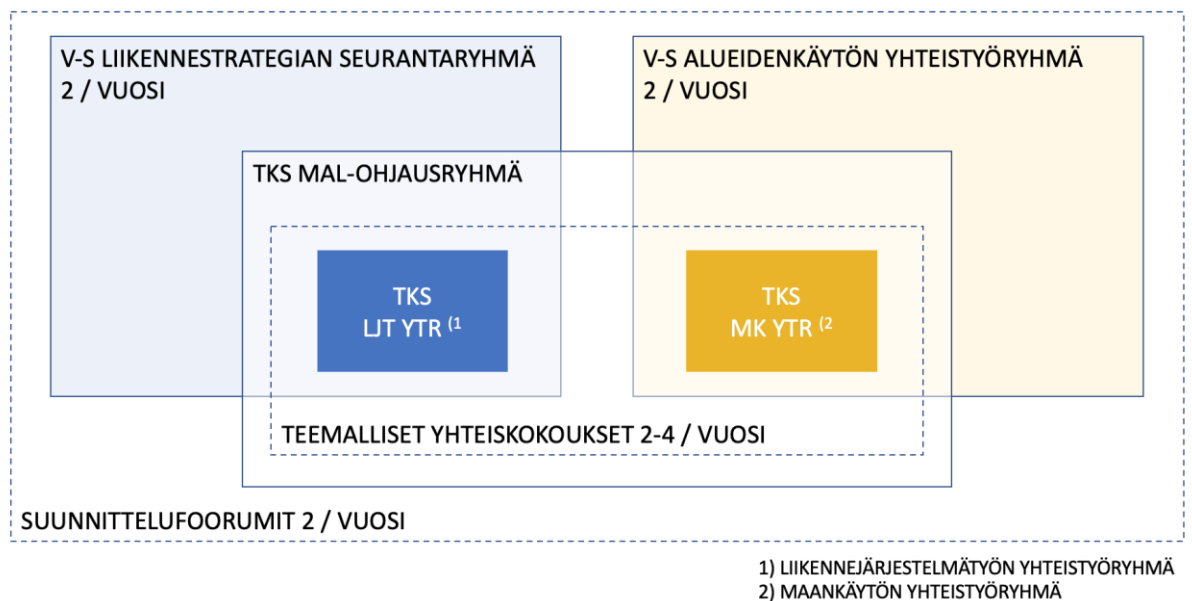 V-S LIIKENNESTRATEGIAN SEURANTARYHMÄ
2 / VUOSI
V-S ALUEIDENKÄYTÖN YHTEISTYÖRYHMÄ
2 / VUOSI
TKS MAL-OHJAUSRYHMÄ
TKS
LJT YTR (1
TKS
MK YTR (2
TEEMALLISET YHTEISKOKOUKSET 2-4 / VUOSI
SUUNNITTELUFOORUMIT 2 / VUOSI
1) LIIKENNEJÄRJESTELMÄTYÖN YHTEISTYÖRYHMÄ
2) MAANKÄYTÖN YHTEISTYÖRYHMÄ